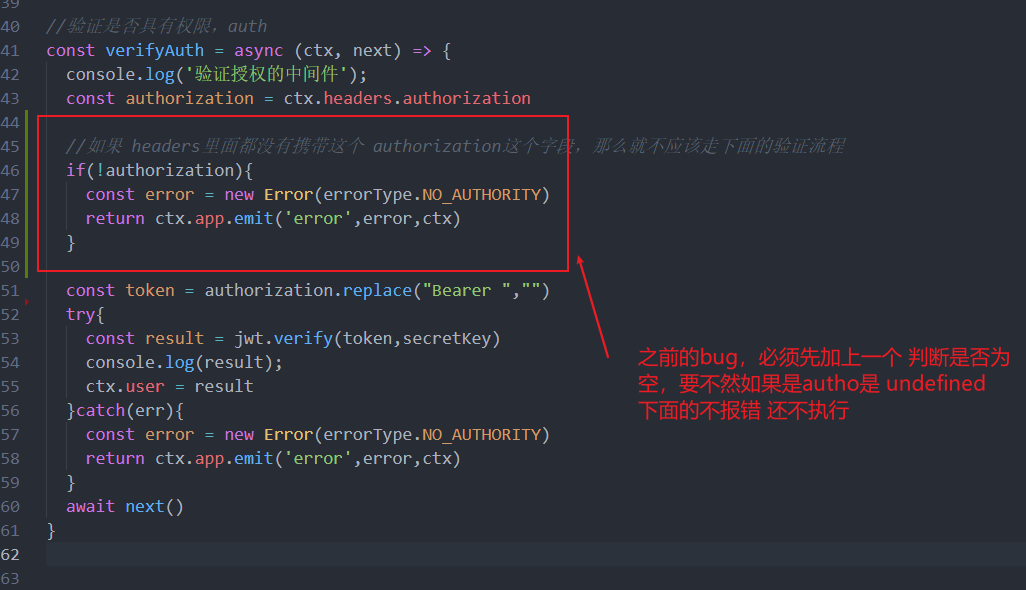 39
40 //验证是否具有权限，auth
41 const verifyAuth = async (ctx, next) => {
42 console.log('验证授权的中间件');
43 const authorization = ctx.headers.authorization
44
45 //如果 headers里面都没有携带这个 authorization这个字段，那么就不应该走下面的验证流程
46 if(!authorization){
47 const error = new Error(errorType.NO_AUTHORITY)
48 return ctx.app.emit('error',error,ctx)
49 }
50
51 const token = authorization.replace("Bearer ","")
52 try{
53 const result = jwt.verify(token,secretKey)
54 console.log(result);
55 ctx.user = result
56 }catch(err){
57 const error = new Error(errorType.NO_AUTHORITY)
58 return ctx.app.emit('error',error,ctx)
59 }
60 await next()
61 }
62
63
之前的bug，必须先加上一个 判断是否为
空，要不然如果是autho是 undefined
下面的不报错 还不执行